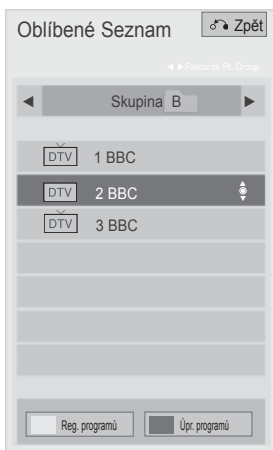 Oblíbené Seznam
Zpět
◄ ►Favourite Pr. Group
◄ Skupina B ►
DTV 1 BBC
DTV 2 BBC
DTV 3 BBC
Reg. programů
Úpr. programů